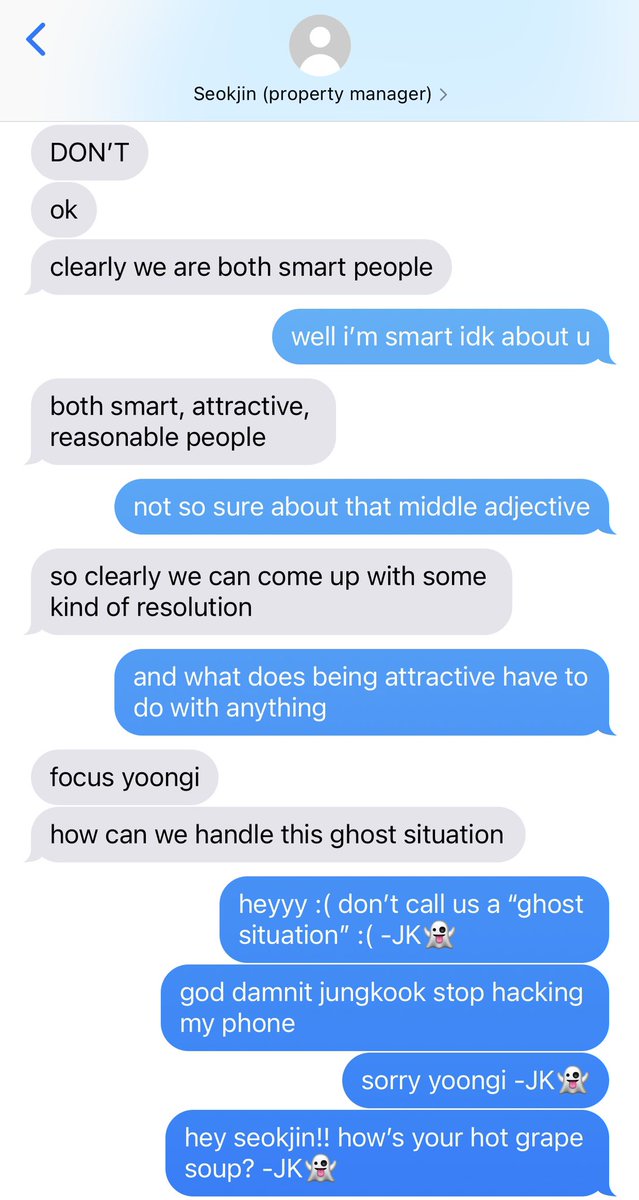 Seokjin (property manager)
DON’T
ok
clearly we are both smart people
well i’m smart idk about u
both smart, attractive,
reasonable people
not so sure about that middle adjective
so clearly we can come up with some
kind of resolution
and what does being attractive have to
do with anything
focus yoongi
how can we handle this ghost situation
heyyy :( don’t call us a “ghost
situation” :( -JK👻
god damnit jungkook stop hacking
my phone
sorry yoongi -JK👻
hey seokjin!! how’s your hot grape
soup? -JK👻